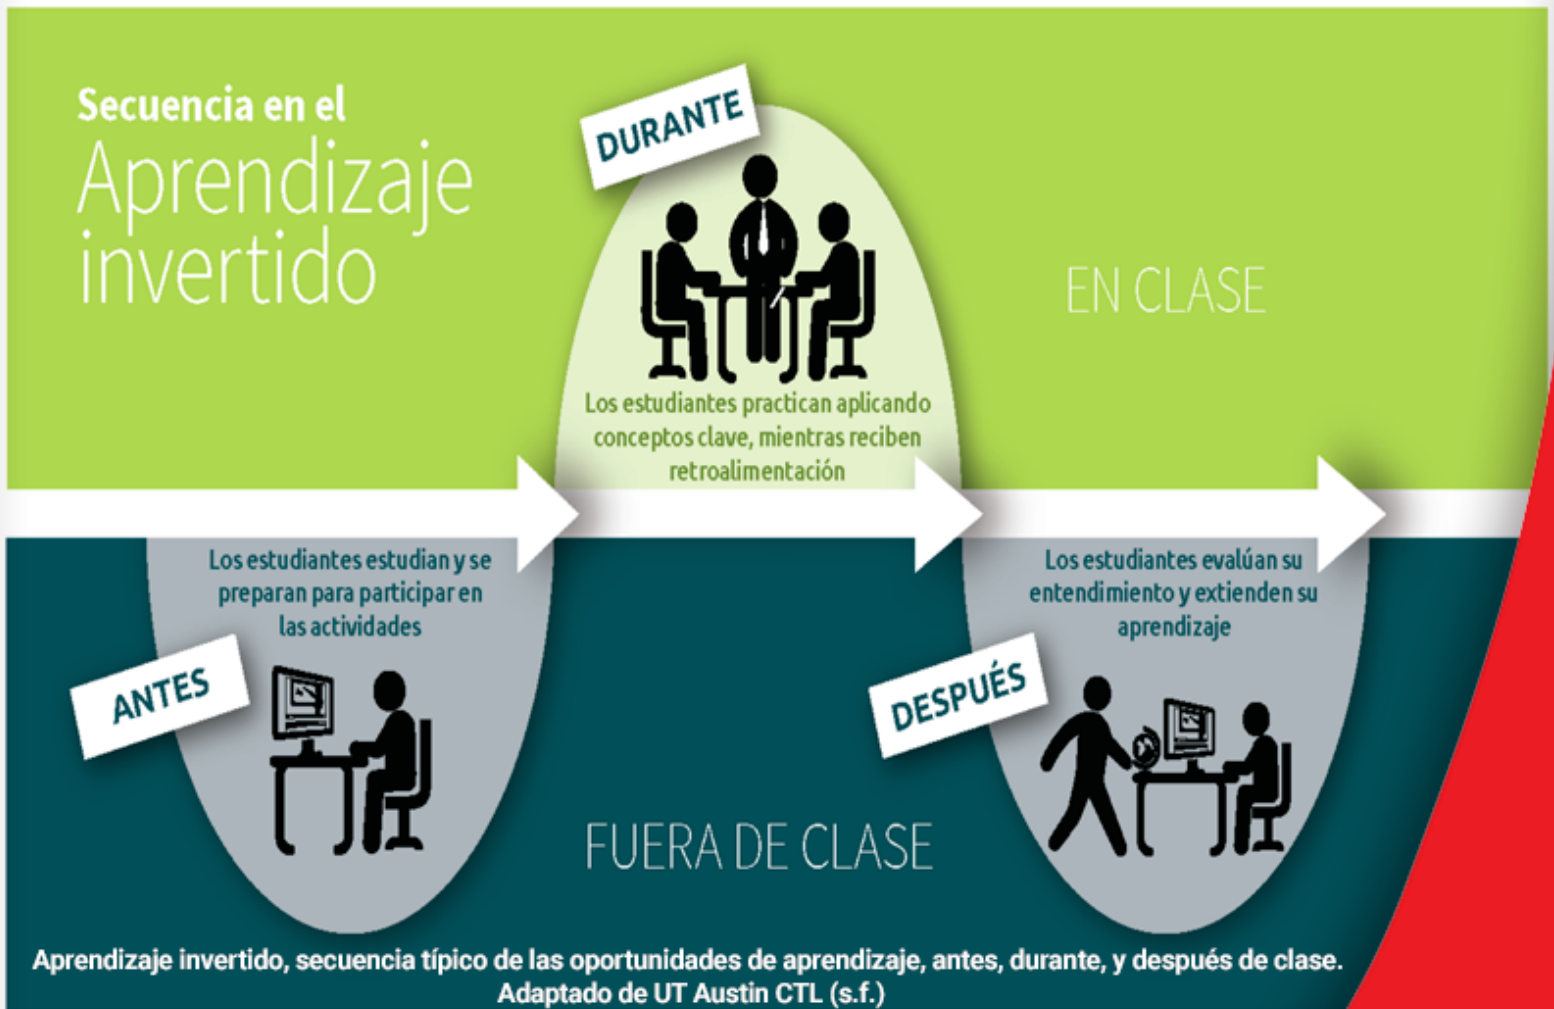 Secuencia en el
Aprendizaje
invertido
DURANTE
EN CLASE
Los estudiantes practican aplicando
conceptos clave, mientras reciben
retroalimentación
Los estudiantes estudian y se
preparan para participar en
las actividades
ANTES
Los estudiantes evalúan su
entendimiento y extienden su
aprendizaje
DESPUÉS
FUERA DE CLASE
Aprendizaje invertido, secuencia típico de las oportunidades de aprendizaje, antes, durante, y después de clase.
Adaptado de UT Austin CTL (s.f.)